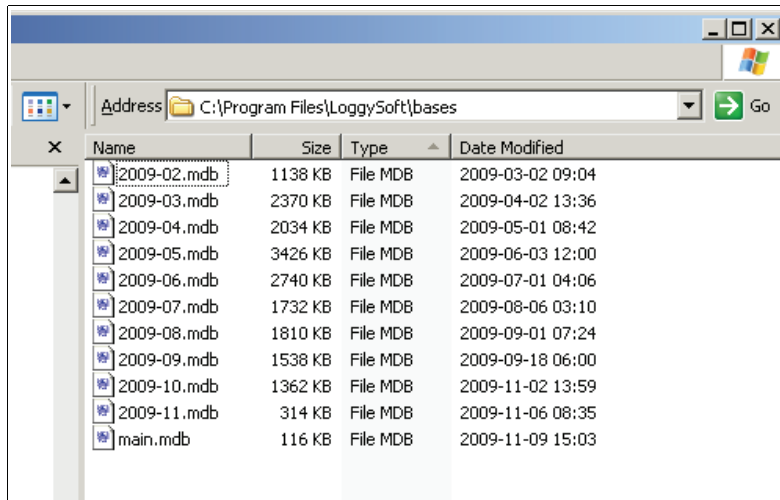 Address C:\Program Files\LoggySoft\bases Go
Name Size Type Date Modified
2009-02.mdb 1138 KB File MDB 2009-03-02 09:04
2009-03.mdb 2370 KB File MDB 2009-04-02 13:36
2009-04.mdb 2034 KB File MDB 2009-05-01 08:42
2009-05.mdb 3426 KB File MDB 2009-06-03 12:00
2009-06.mdb 2740 KB File MDB 2009-07-01 04:06
2009-07.mdb 1732 KB File MDB 2009-08-06 03:10
2009-08.mdb 1810 KB File MDB 2009-09-01 07:24
2009-09.mdb 1538 KB File MDB 2009-09-18 06:00
2009-10.mdb 1362 KB File MDB 2009-11-02 13:59
2009-11.mdb 314 KB File MDB 2009-11-06 08:35
main.mdb 116 KB File MDB 2009-11-09 15:03